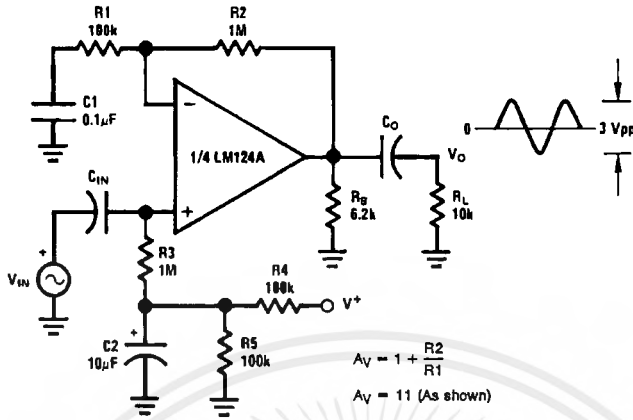 R1
100k
R2
1M
C1
0.1µF
1/4 LM124A
−
+
CIN
+
VIN
R3
1M
R4
100k
V+
+
C2
10µF
R5
100k
RB
6.2k
CO
VO
RL
10k
0
3 Vpp
AV = 1 + R2/R1
AV = 11 (As shown)